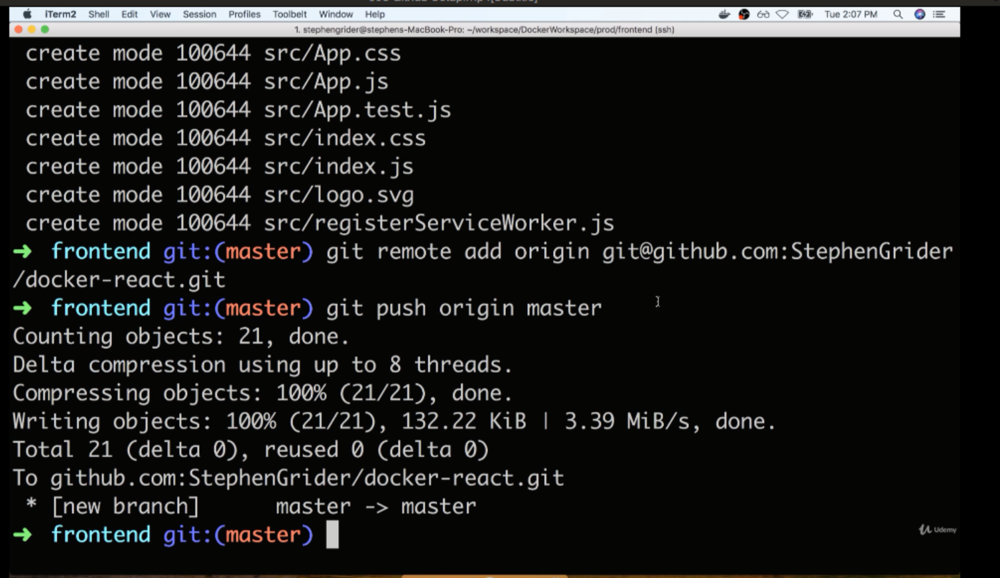 iTerm2 Shell Edit View Session Profiles Toolbelt Window Help Tue 2:07 PM
1. stephengrider@stephens-MacBook-Pro: ~/workspace/DockerWorkspace/prod/frontend (ssh)
create mode 100644 src/App.css
create mode 100644 src/App.js
create mode 100644 src/App.test.js
create mode 100644 src/index.css
create mode 100644 src/index.js
create mode 100644 src/logo.svg
create mode 100644 src/registerServiceWorker.js
➜ frontend git:(master) git remote add origin git@github.com:StephenGrider
/docker-react.git
➜ frontend git:(master) git push origin master
Counting objects: 21, done.
Delta compression using up to 8 threads.
Compressing objects: 100% (21/21), done.
Writing objects: 100% (21/21), 132.22 KiB | 3.39 MiB/s, done.
Total 21 (delta 0), reused 0 (delta 0)
To github.com:StephenGrider/docker-react.git
* [new branch] master -> master
➜ frontend git:(master)
Udemy